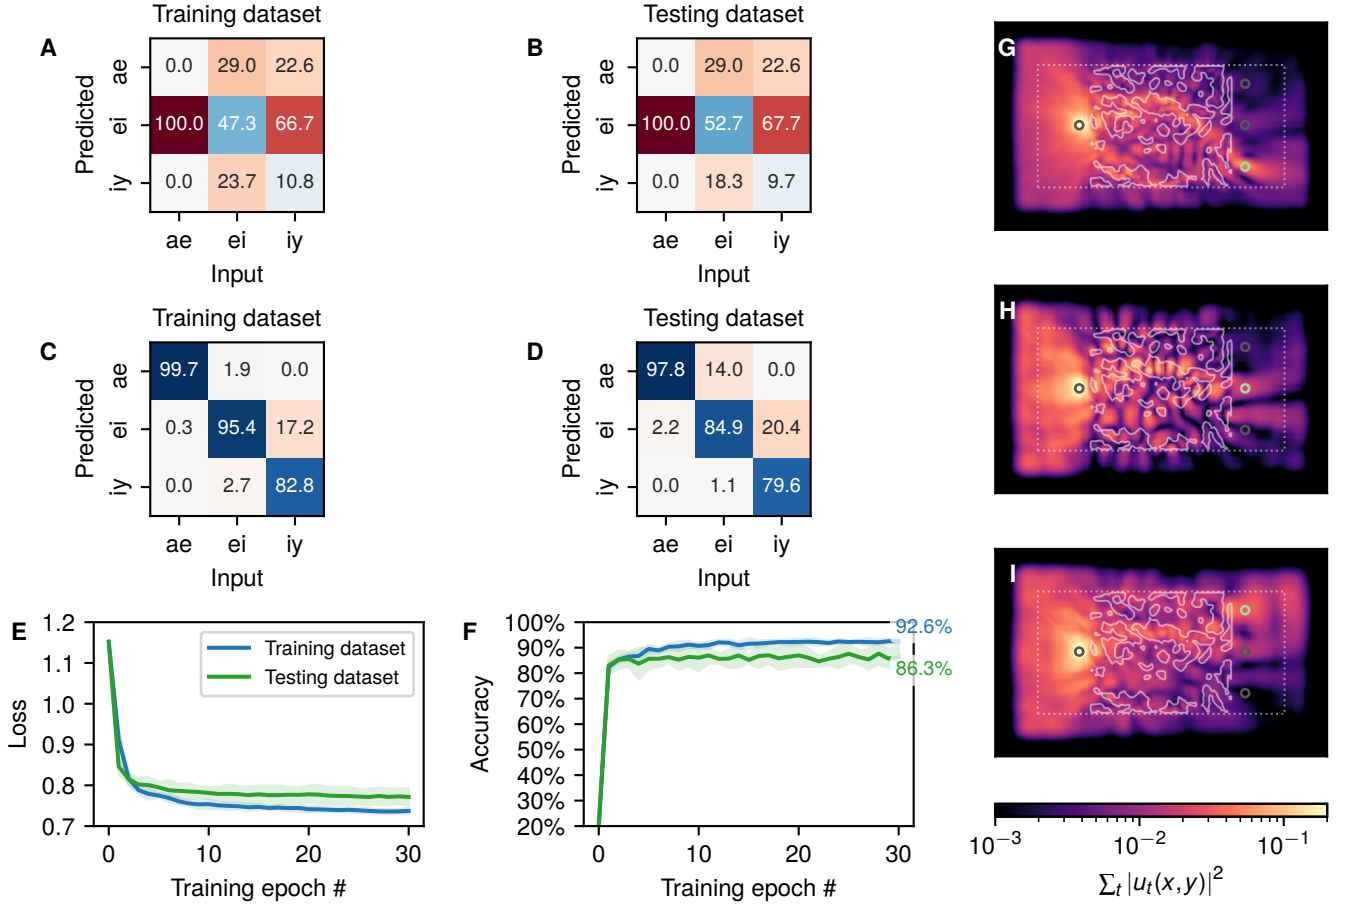 A
Training dataset
Predicted
ae
ei
iy
0.0 29.0 22.6
100.0 47.3 66.7
0.0 23.7 10.8
ae ei iy
Input
B
Testing dataset
Predicted
ae
ei
iy
0.0 29.0 22.6
100.0 52.7 67.7
0.0 18.3 9.7
ae ei iy
Input
C
Training dataset
Predicted
ae
ei
iy
99.7 1.9 0.0
0.3 95.4 17.2
0.0 2.7 82.8
ae ei iy
Input
D
Testing dataset
Predicted
ae
ei
iy
97.8 14.0 0.0
2.2 84.9 20.4
0.0 1.1 79.6
ae ei iy
Input
E
Loss
1.2
1.1
1.0
0.9
0.8
0.7
Training dataset
Testing dataset
0 10 20 30
Training epoch #
F
Accuracy
100%
90%
80%
70%
60%
50%
40%
30%
20%
92.6%
86.3%
0 10 20 30
Training epoch #
G
H
I
10⁻³ 10⁻² 10⁻¹
∑ₜ |uₜ(x, y)|²